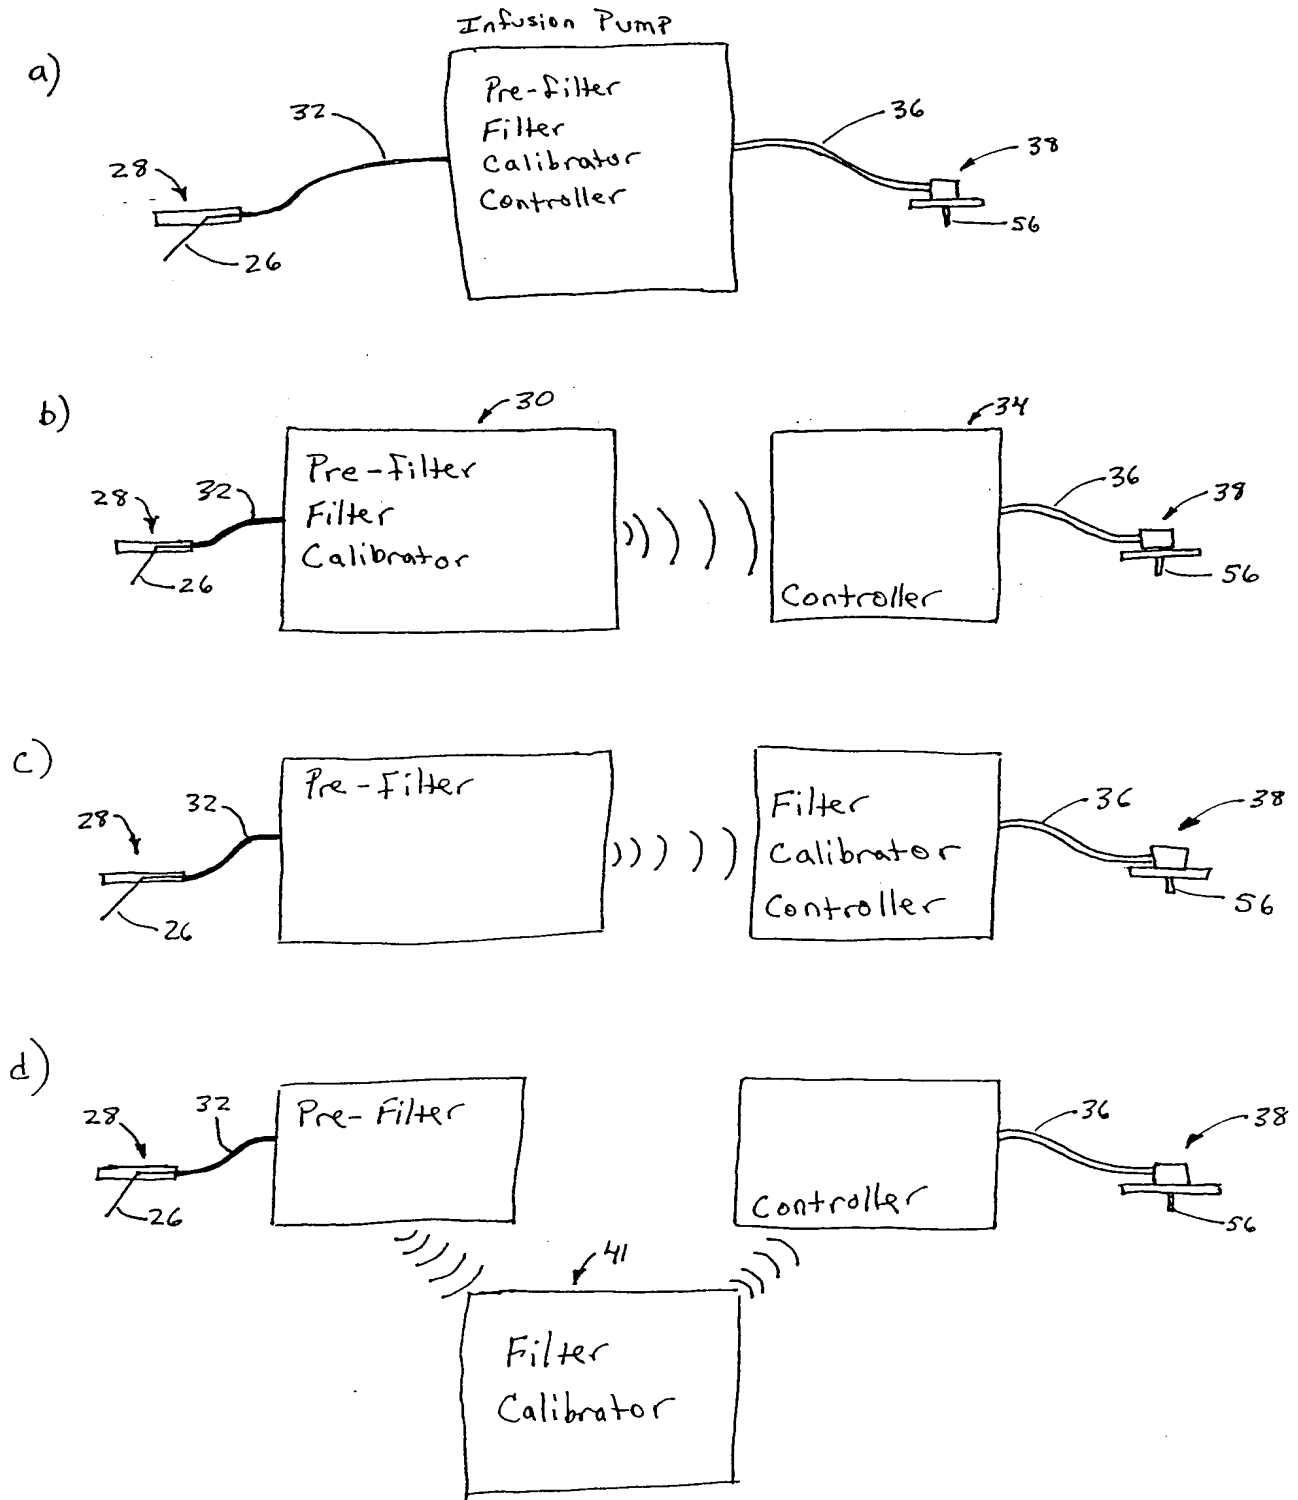 Infusion Pump
a)
Pre-filter
Filter
Calibrator
Controller
32
36
28
38
26
56
b)
30
34
Pre-Filter
Filter
Calibrator
28
32
26
Controller
36
38
56
c)
Pre-Filter
32
28
26
Filter
Calibrator
Controller
36
38
56
d)
Pre-Filter
32
28
26
Controller
36
38
56
41
Filter
Calibrator